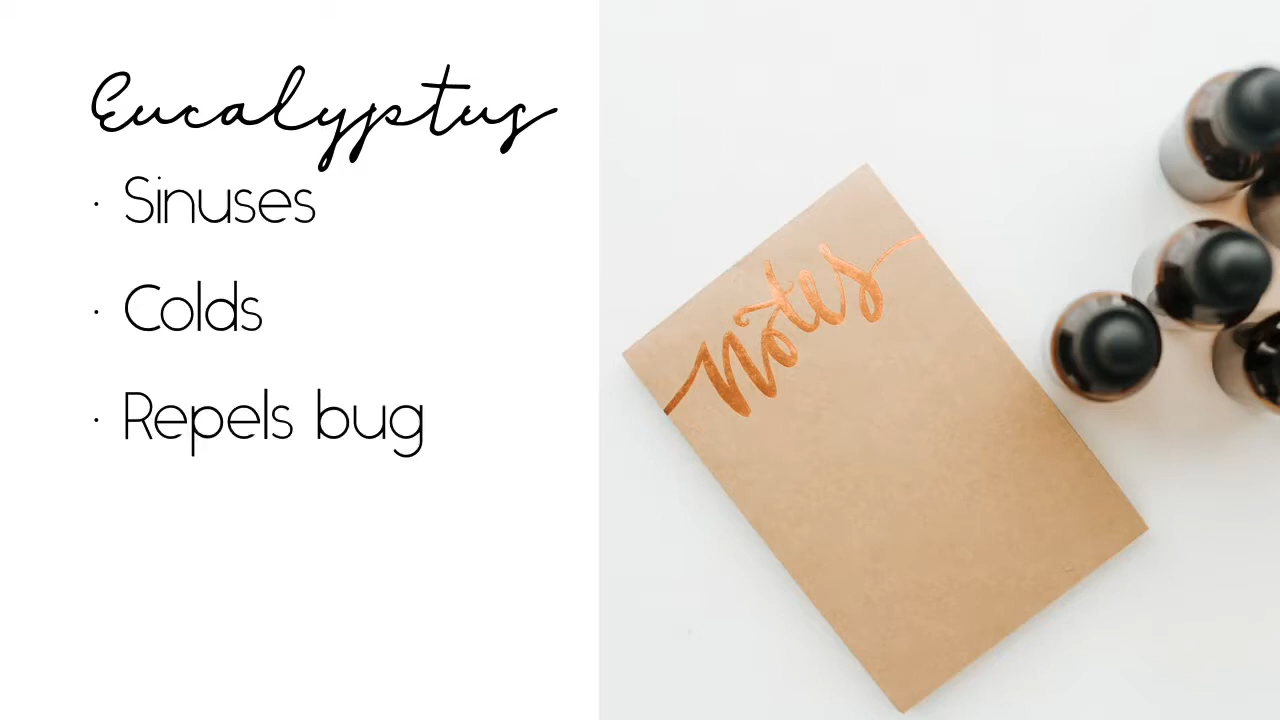 Eucalyptus
· Sinuses
· Colds
· Repels bug
Notes